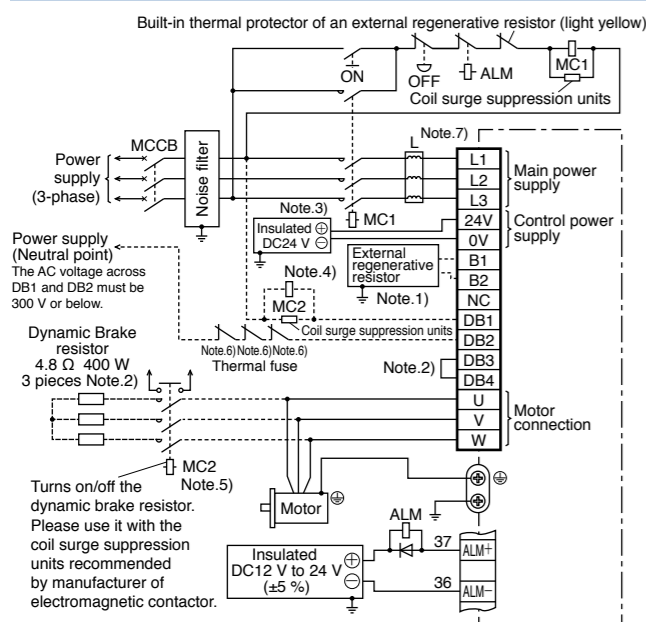 Built-in thermal protector of an external regenerative resistor (light yellow)
ON
OFF
ALM
MC1
Coil surge suppression units
MCCB
Noise filter
L
Note.7)
Power
supply
(3-phase)
L1
L2
L3
Main power
supply
MC1
Note.3)
Insulated
DC24 V
24V
0V
Control power
supply
Power supply
(Neutral point)
The AC voltage across
DB1 and DB2 must be
300 V or below.
External
regenerative
resistor
B1
B2
Note.1)
NC
Note.4)
MC2
Coil surge suppression units
DB1
DB2
Note.6)Note.6)Note.6)
Thermal fuse
Note.2)
DB3
DB4
Dynamic Brake
resistor
4.8 Ω 400 W
3 pieces Note.2)
U
V
W
Motor
connection
MC2
Note.5)
Turns on/off the
dynamic brake resistor.
Please use it with the
coil surge suppression
units recommended
by manufacturer of
electromagnetic contactor.
Motor
ALM
Insulated
DC12 V to 24 V
(±5 %)
37
ALM+
36
ALM−